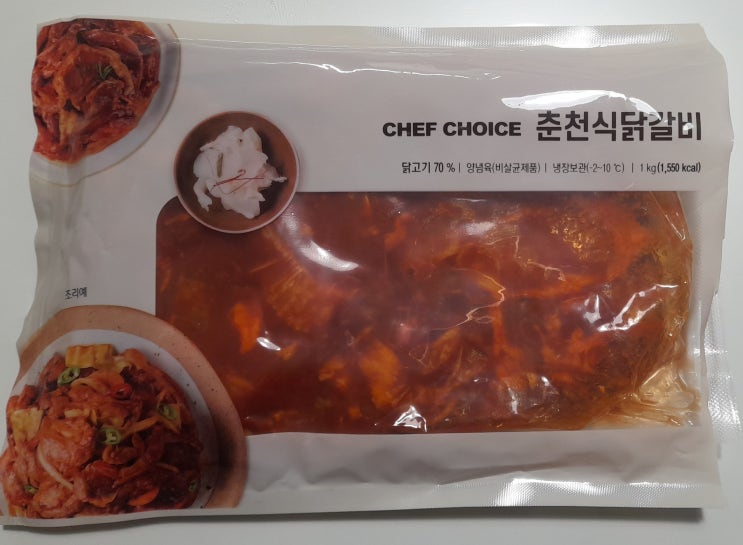 CHEF CHOICE 춘천식닭갈비
닭고기 70 % | 양념육(비살균제품) | 냉장보관(-2~10 ℃) | 1 kg(1,550 kcal)
조리예